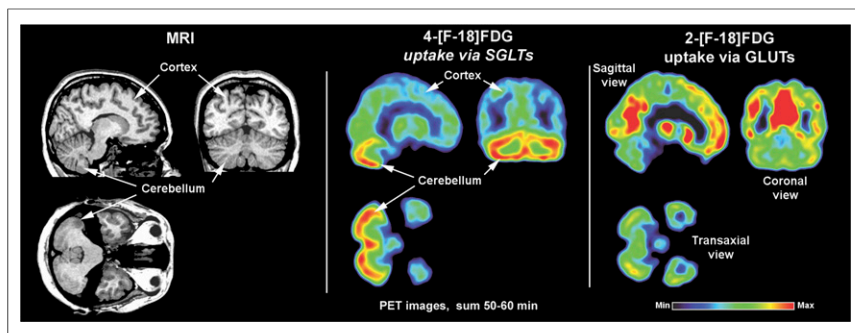 MRI
Cortex
Cerebellum
4-[F-18]FDG
uptake via SGLTs
Cortex
Cerebellum
PET images, sum 50-60 min
2-[F-18]FDG
uptake via GLUTs
Sagittal
view
Coronal
view
Transaxial
view
Min
Max